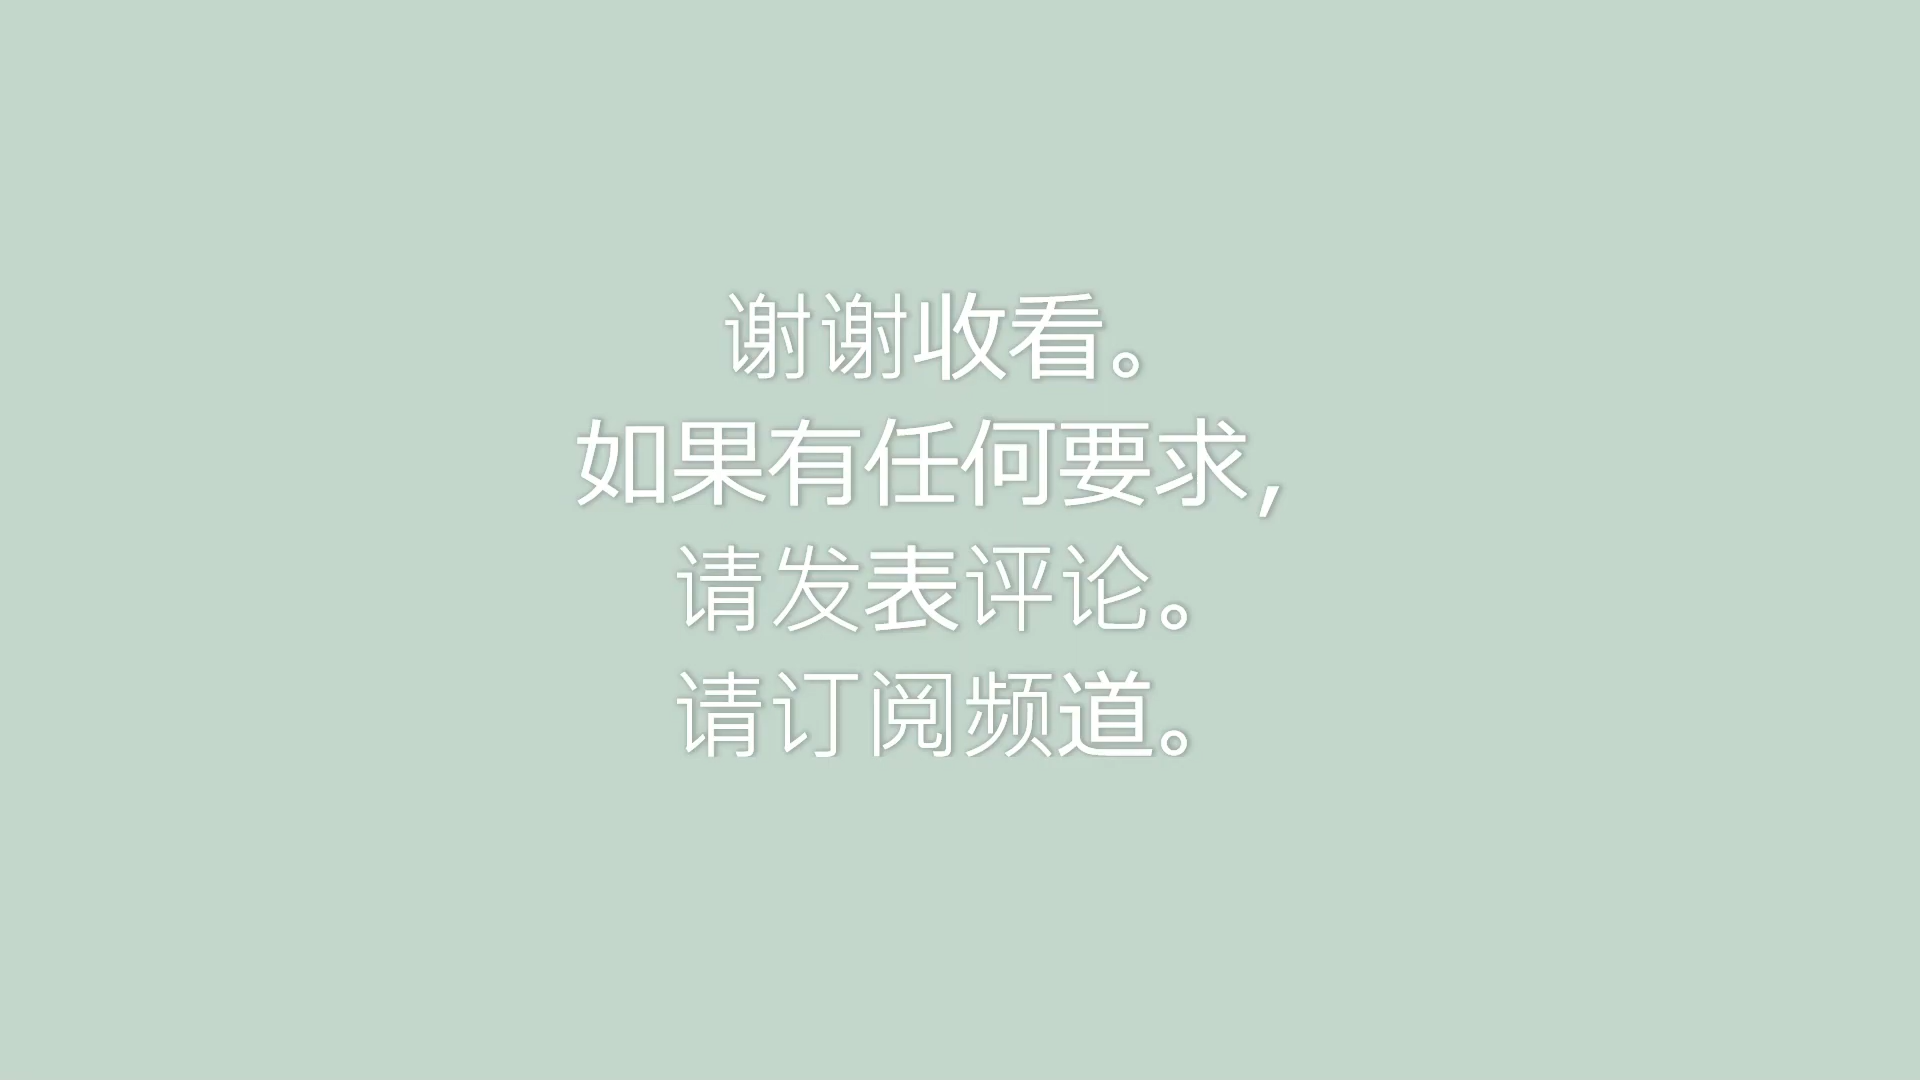 谢谢收看。
如果有任何要求，
请发表评论。
请订阅频道。